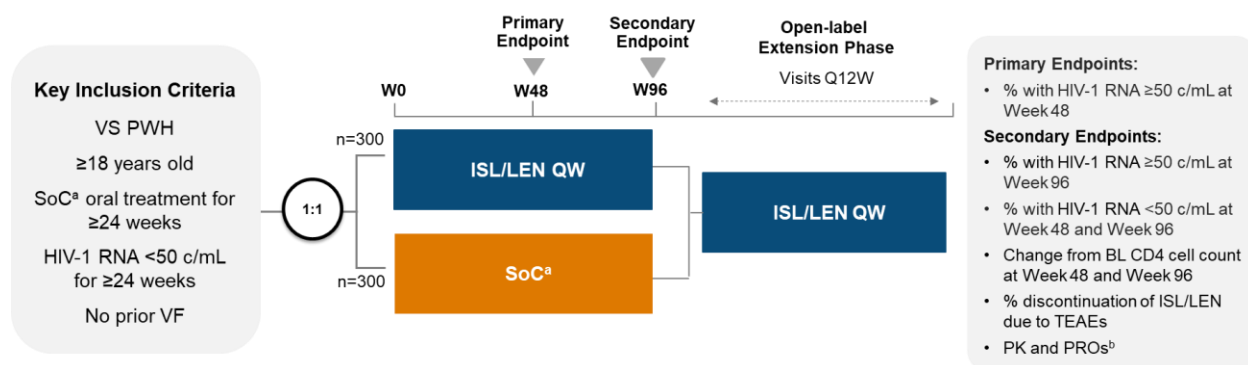 Key Inclusion Criteria
VS PWH
≥18 years old
SoCᵃ oral treatment for
≥24 weeks
HIV-1 RNA <50 c/mL
for ≥24 weeks
No prior VF
1:1
n=300
n=300
Primary
Endpoint
Secondary
Endpoint
Open-label
Extension Phase
Visits Q12W
W0
W48
W96
ISL/LEN QW
SoCᵃ
ISL/LEN QW
Primary Endpoints:
• % with HIV-1 RNA ≥50 c/mL at
Week 48
Secondary Endpoints:
• % with HIV-1 RNA ≥50 c/mL at
Week 96
• % with HIV-1 RNA <50 c/mL at
Week 48 and Week 96
• Change from BL CD4 cell count
at Week 48 and Week 96
• % discontinuation of ISL/LEN
due to TEAEs
• PK and PROsᵇ